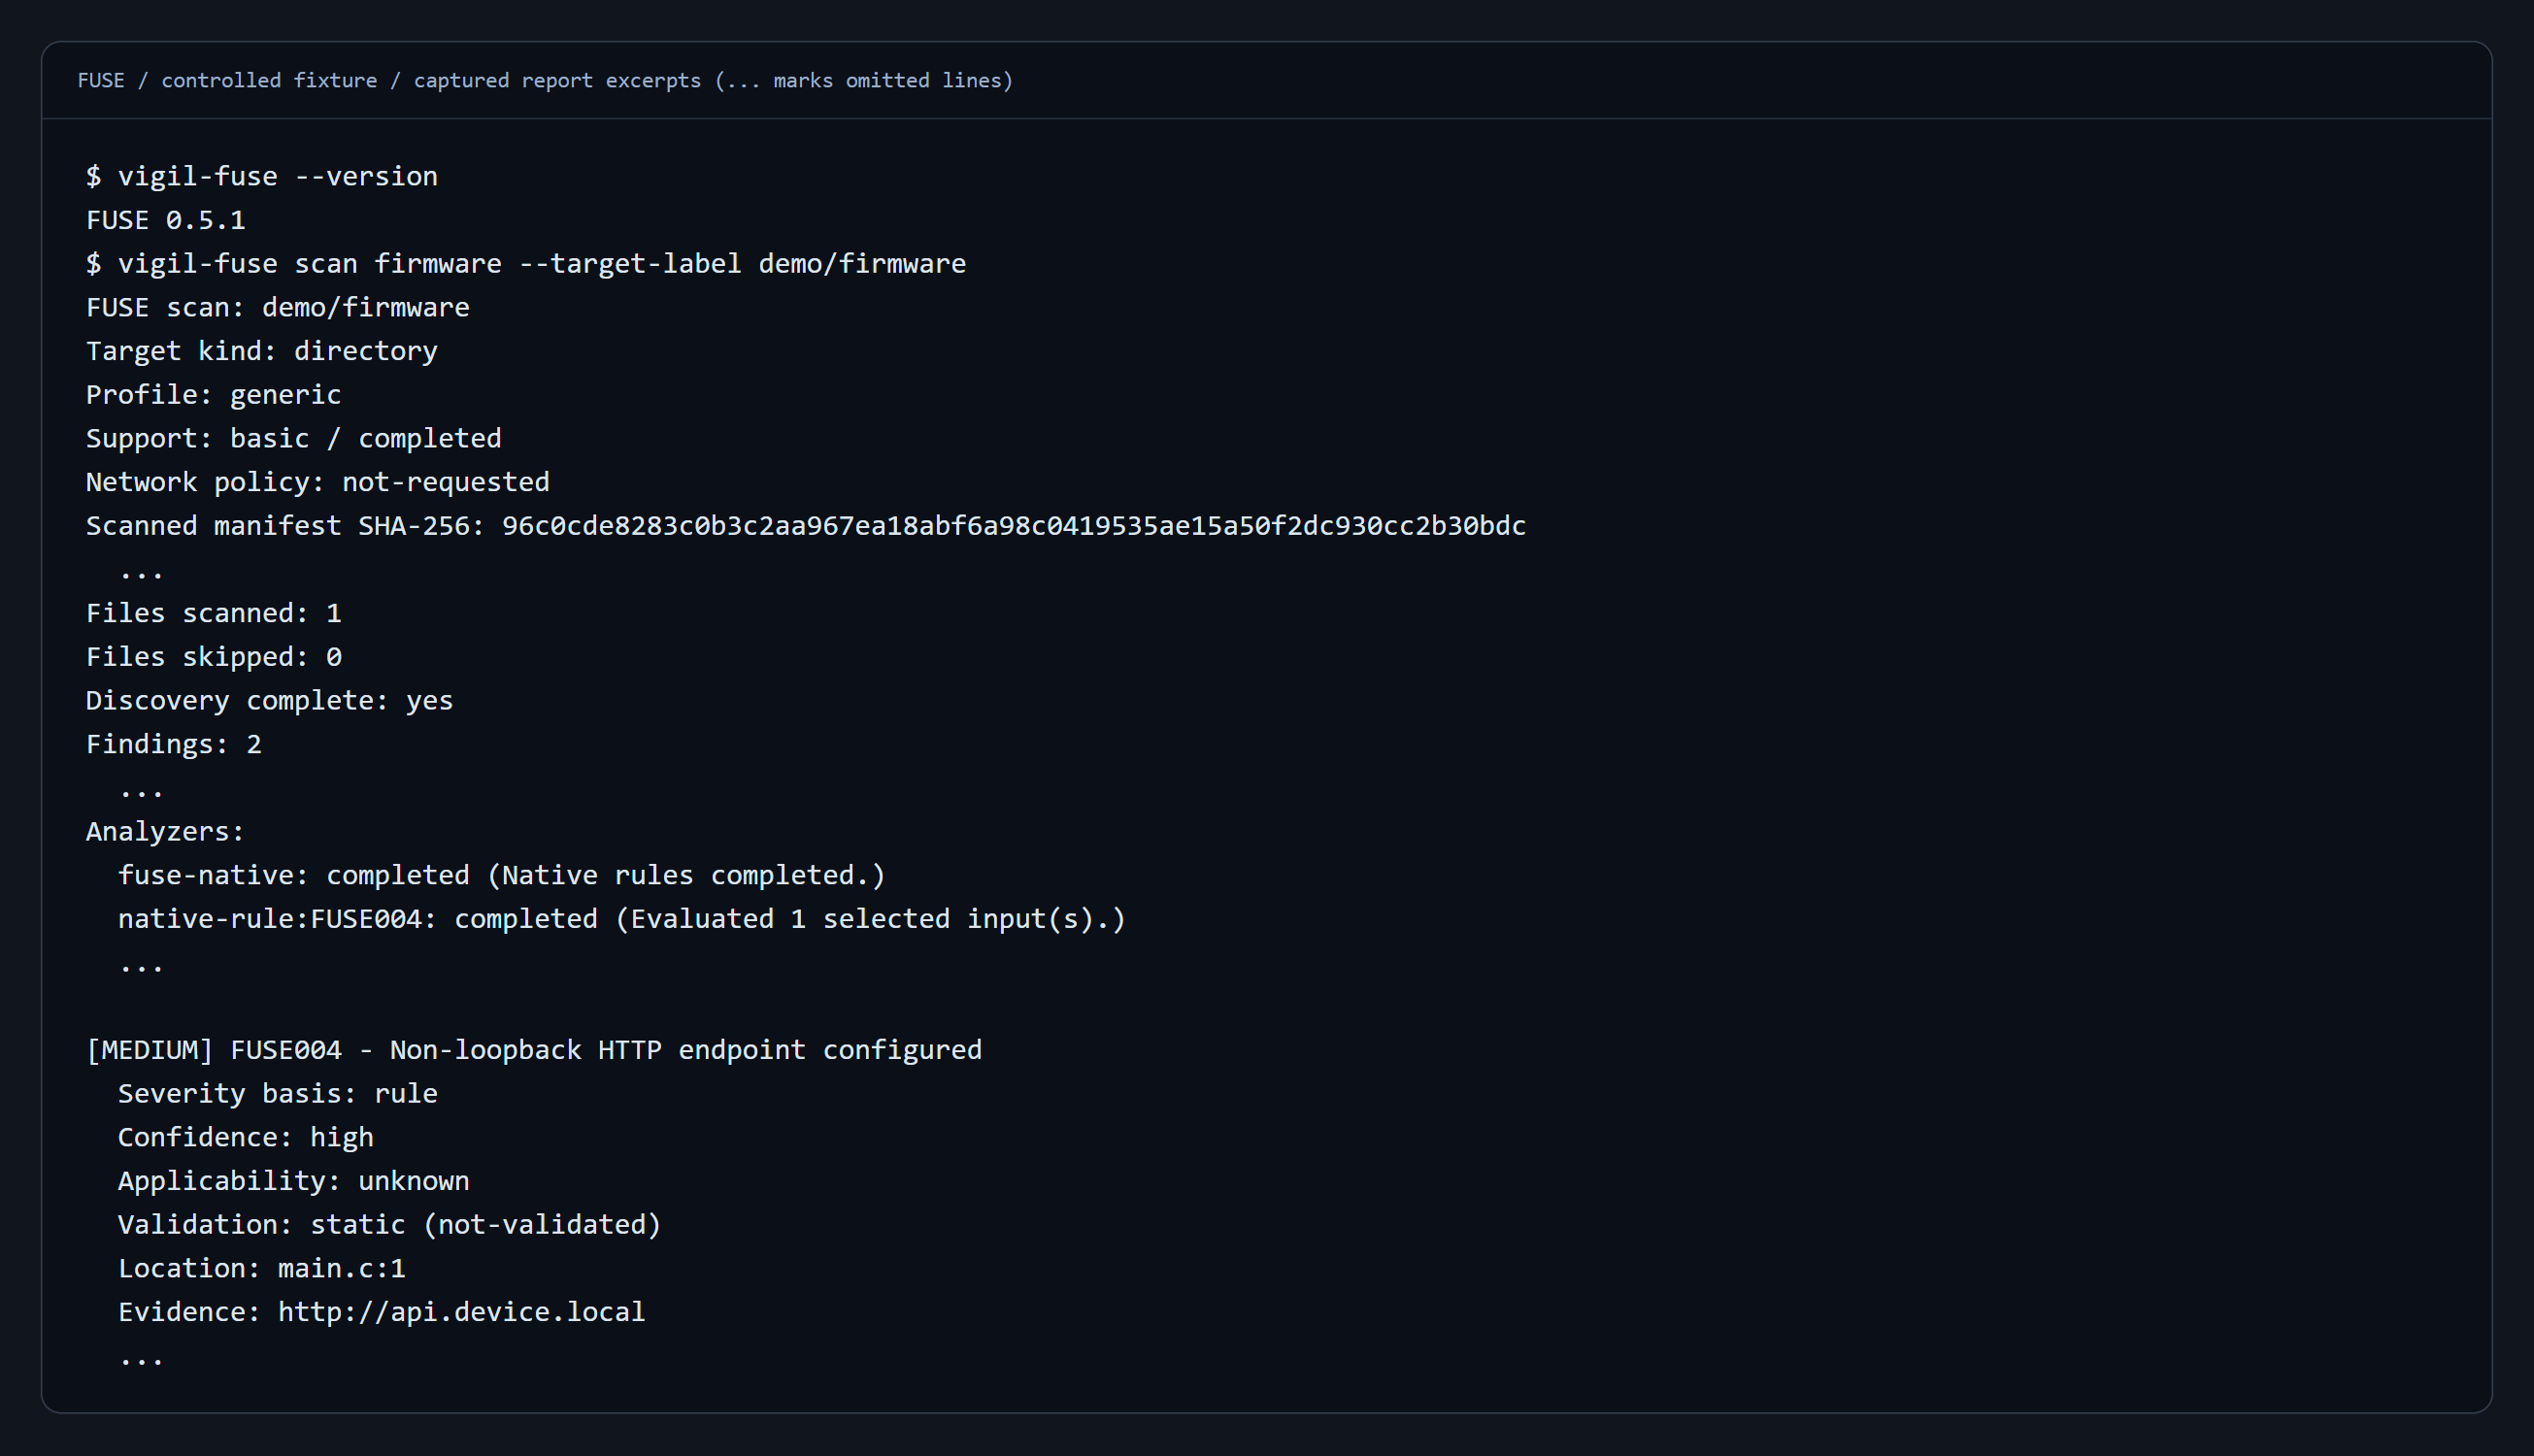 FUSE / controlled fixture / captured report excerpts (... marks omitted lines)
$ vigil-fuse --version
FUSE 0.5.1
$ vigil-fuse scan firmware --target-label demo/firmware
FUSE scan: demo/firmware
Target kind: directory
Profile: generic
Support: basic / completed
Network policy: not-requested
Scanned manifest SHA-256: 96c0cde8283c0b3c2aa967ea18abf6a98c0419535ae15a50f2dc930cc2b30bdc
  ...
Files scanned: 1
Files skipped: 0
Discovery complete: yes
Findings: 2
  ...
Analyzers:
  fuse-native: completed (Native rules completed.)
  native-rule:FUSE004: completed (Evaluated 1 selected input(s).)
  ...
[MEDIUM] FUSE004 - Non-loopback HTTP endpoint configured
  Severity basis: rule
  Confidence: high
  Applicability: unknown
  Validation: static (not-validated)
  Location: main.c:1
  Evidence: http://api.device.local
  ...